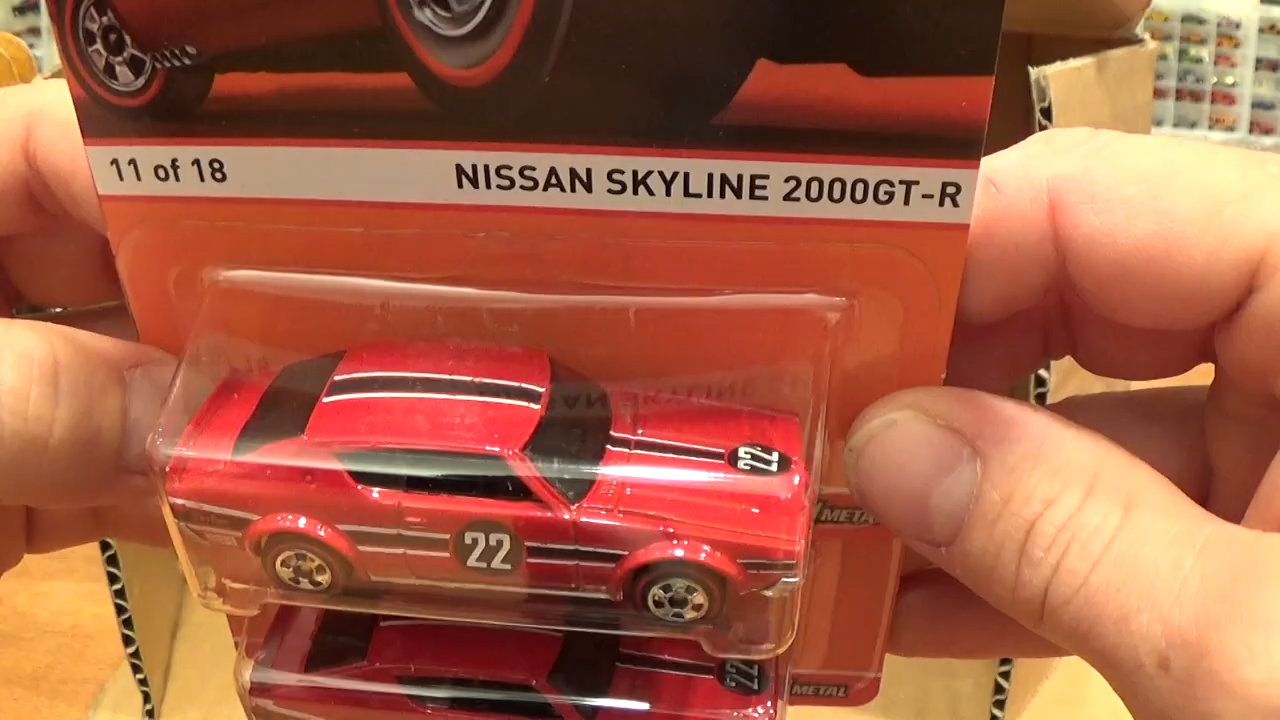 11 of 18
NISSAN SKYLINE 2000GT-R
22
22
/METAL
22
METAL